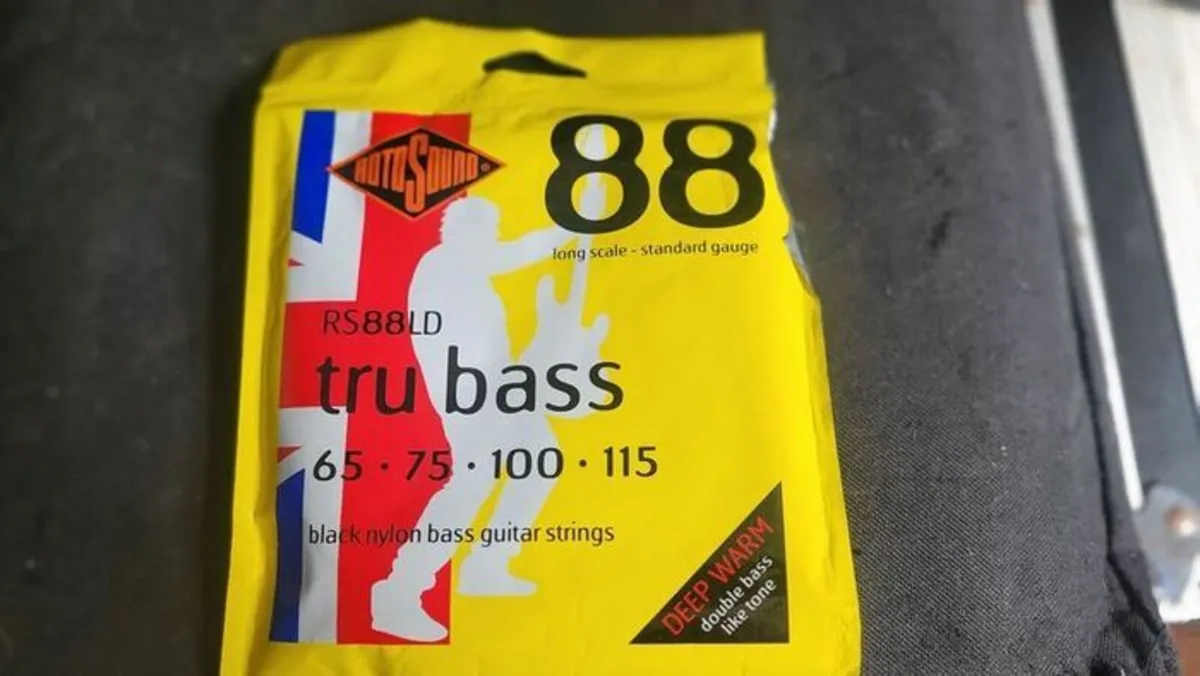 ROTOSOUND®
88
long scale - standard gauge
RS88LD
tru bass
65 · 75 · 100 · 115
black nylon bass guitar strings
DEEP WARM
double bass
like tone